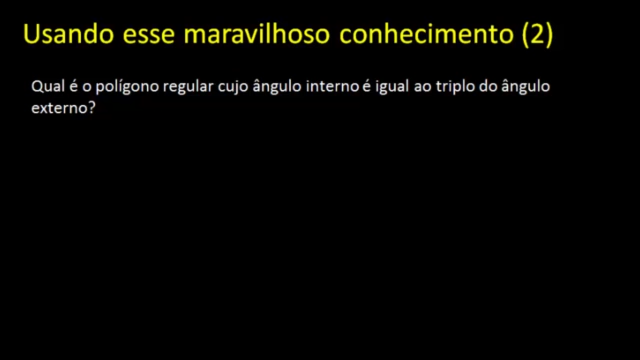 Usando esse maravilhoso conhecimento (2)
Qual é o polígono regular cujo ângulo interno é igual ao triplo do ângulo
externo?